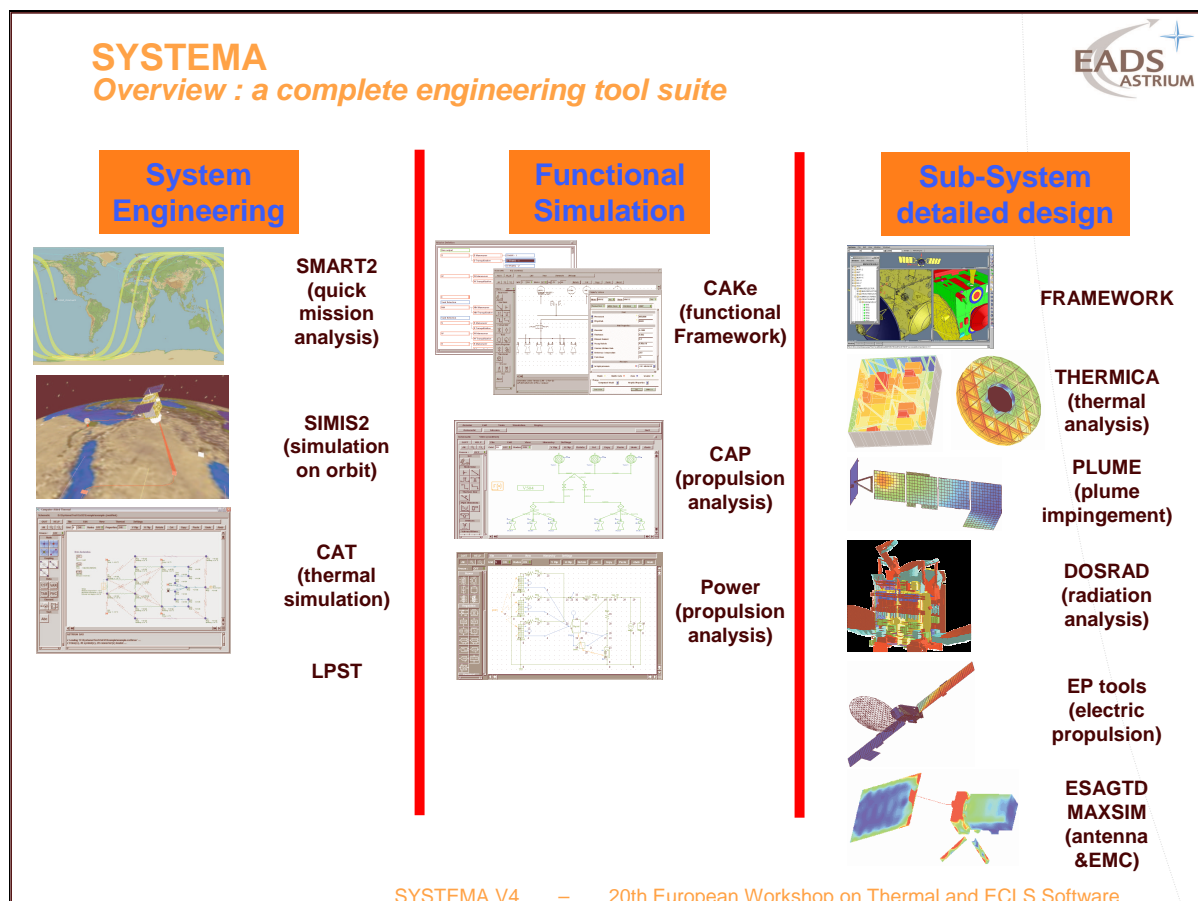 SYSTEMA
Overview : a complete engineering tool suite
EADS
ASTRIUM
System
Engineering
SMART2
(quick
mission
analysis)
SIMIS2
(simulation
on orbit)
CAT
(thermal
simulation)
LPST
Functional
Simulation
CAKe
(functional
Framework)
CAP
(propulsion
analysis)
Power
(propulsion
analysis)
Sub-System
detailed design
FRAMEWORK
THERMICA
(thermal
analysis)
PLUME
(plume
impingement)
DOSRAD
(radiation
analysis)
EP tools
(electric
propulsion)
ESAGTD
MAXSIM
(antenna
&EMC)
SYSTEMA V4 – 20th European Workshop on Thermal and ECLS Software